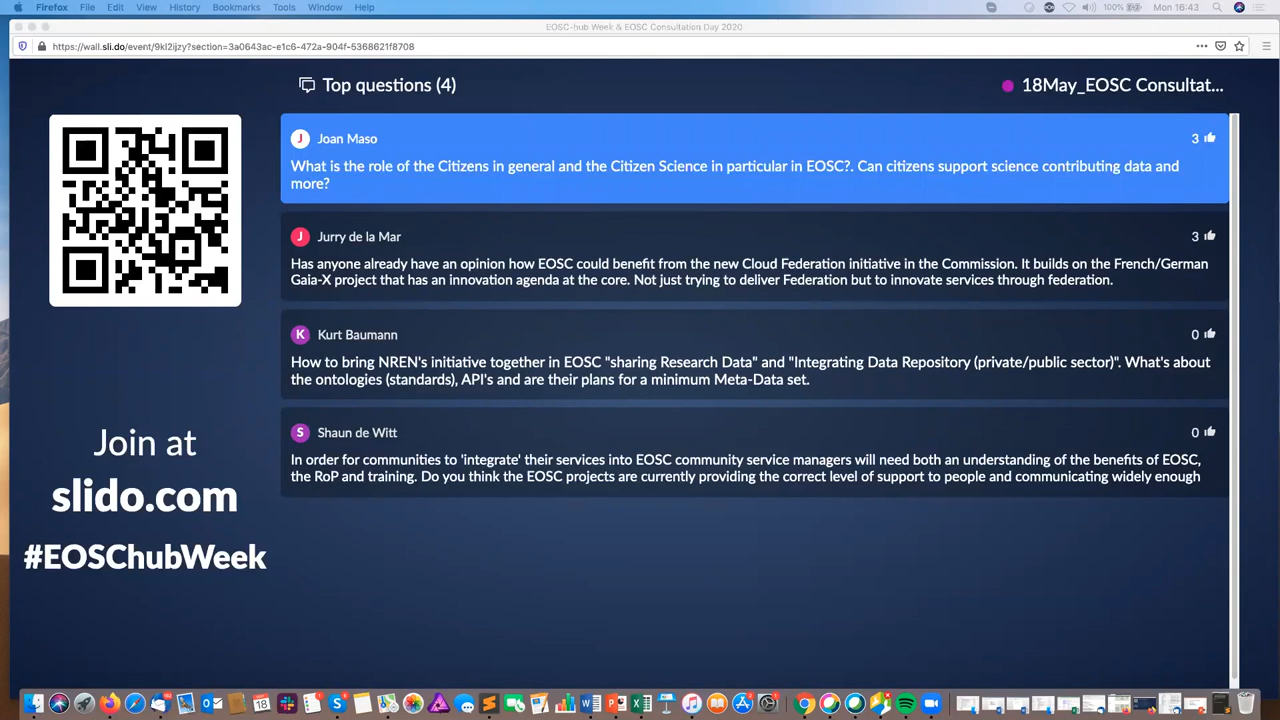 Firefox File Edit View History Bookmarks Tools Window Help 100% Mon 16:43
EOSC-hub Week & EOSC Consultation Day 2020
https://wall.sli.do/event/9kl2ijzy?section=3a0643ac-e1c6-472a-904f-5368621f8708
Top questions (4)
18May_EOSC Consultat...
J Joan Maso 3
What is the role of the Citizens in general and the Citizen Science in particular in EOSC?. Can citizens support science contributing data and
more?
J Jurry de la Mar 3
Has anyone already have an opinion how EOSC could benefit from the new Cloud Federation initiative in the Commission. It builds on the French/German
Gaia-X project that has an innovation agenda at the core. Not just trying to deliver Federation but to innovate services through federation.
K Kurt Baumann 0
How to bring NREN's initiative together in EOSC "sharing Research Data" and "Integrating Data Repository (private/public sector)". What's about
the ontologies (standards), API's and are their plans for a minimum Meta-Data set.
S Shaun de Witt 0
In order for communities to 'integrate' their services into EOSC community service managers will need both an understanding of the benefits of EOSC,
the RoP and training. Do you think the EOSC projects are currently providing the correct level of support to people and communicating widely enough
Join at
slido.com
#EOSChubWeek
18